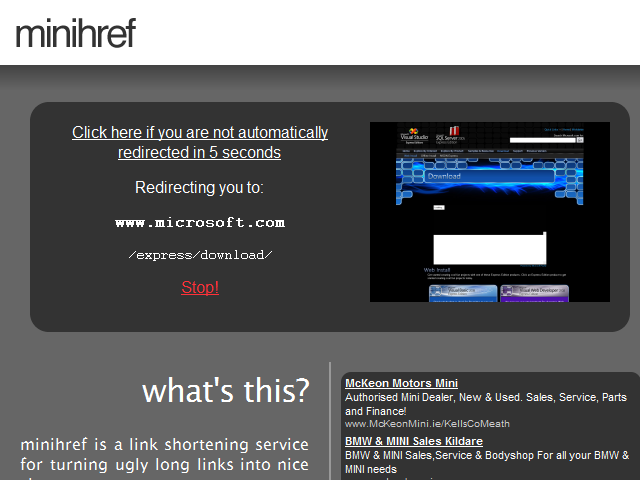 minihref
Click here if you are not automatically
redirected in 5 seconds
Redirecting you to:
www.microsoft.com
/express/download/
Stop!
Visual Studio
SQL Server
Download
Web Install
what's this?
minihref is a link shortening service
for turning ugly long links into nice
McKeon Motors Mini
Authorised Mini Dealer, New & Used. Sales, Service, Parts
and Finance!
www.McKeonMini.ie/KellsCoMeath
BMW & MINI Sales Kildare
BMW & MINI Sales,Service & Bodyshop For all your BMW &
MINI needs